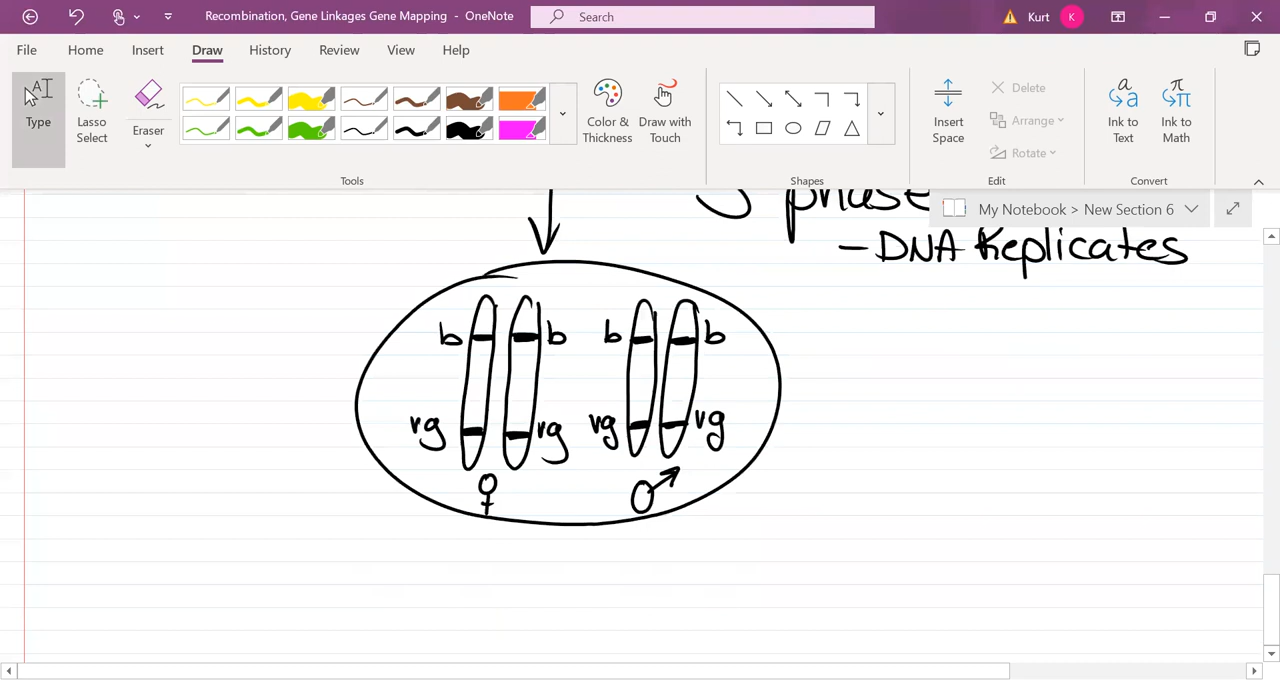 Recombination, Gene Linkages Gene Mapping - OneNote
Search
Kurt K
File Home Insert Draw History Review View Help
Type
Lasso Select
Eraser
Color & Thickness
Draw with Touch
Insert Space
Delete
Arrange
Rotate
Ink to Text
Ink to Math
Tools Shapes Edit Convert
My Notebook > New Section 6
S phase
- DNA Replicates
b b b b
vg vg vg vg
♀ ♂